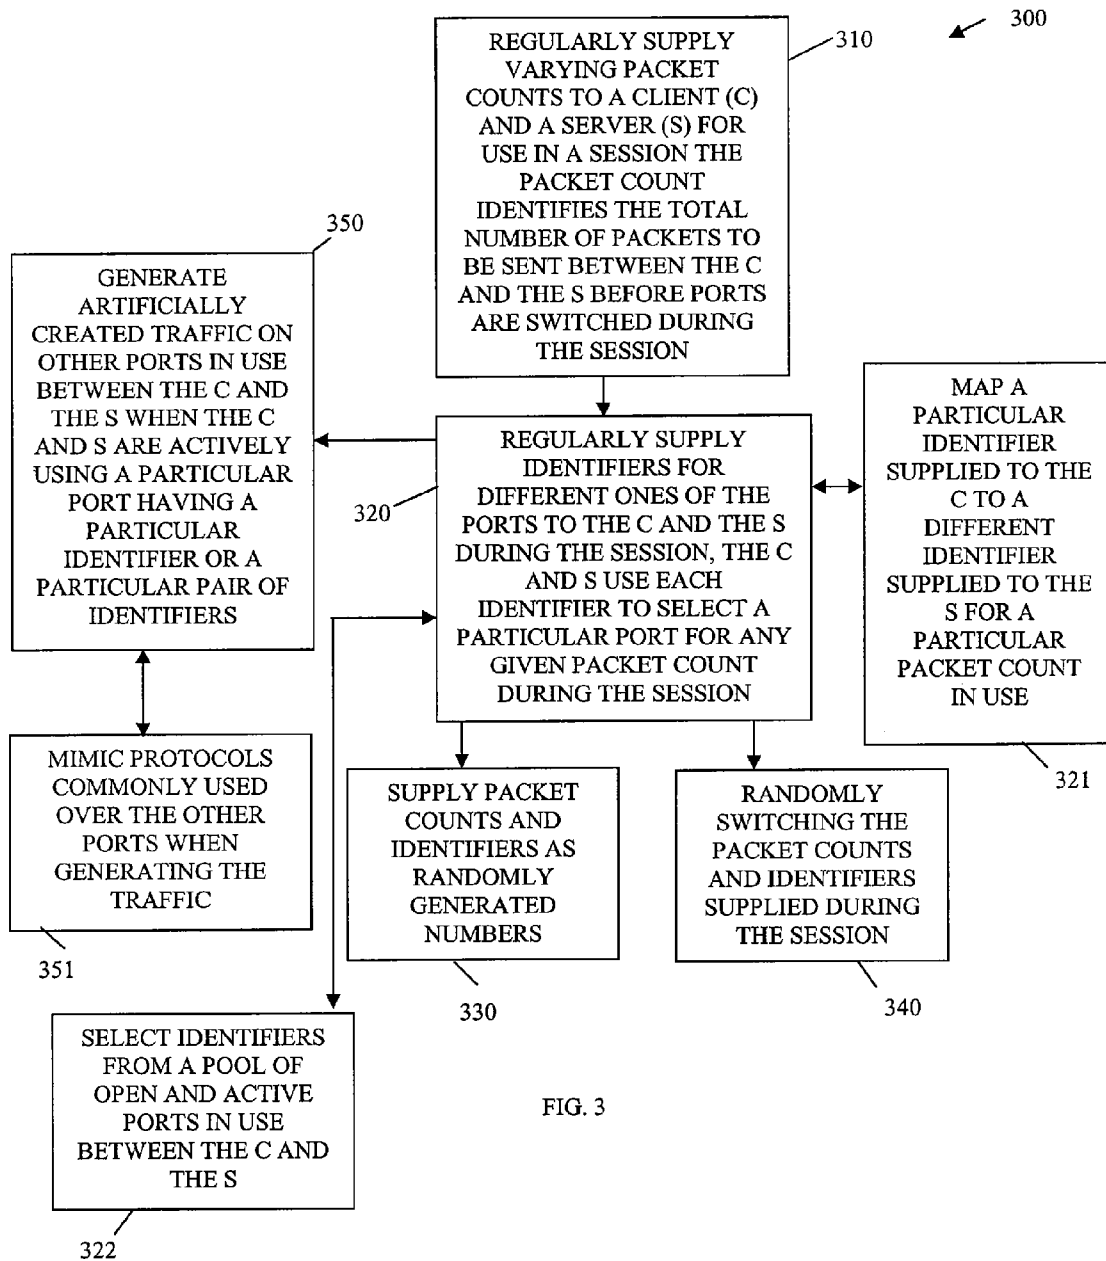 300
310
REGULARLY SUPPLY
VARYING PACKET
COUNTS TO A CLIENT (C)
AND A SERVER (S) FOR
USE IN A SESSION THE
PACKET COUNT
IDENTIFIES THE TOTAL
NUMBER OF PACKETS TO
BE SENT BETWEEN THE C
AND THE S BEFORE PORTS
ARE SWITCHED DURING
THE SESSION
350
GENERATE
ARTIFICIALLY
CREATED TRAFFIC ON
OTHER PORTS IN USE
BETWEEN THE C AND
THE S WHEN THE C
AND S ARE ACTIVELY
USING A PARTICULAR
PORT HAVING A
PARTICULAR
IDENTIFIER OR A
PARTICULAR PAIR OF
IDENTIFIERS
320
REGULARLY SUPPLY
IDENTIFIERS FOR
DIFFERENT ONES OF THE
PORTS TO THE C AND THE S
DURING THE SESSION, THE C
AND S USE EACH
IDENTIFIER TO SELECT A
PARTICULAR PORT FOR ANY
GIVEN PACKET COUNT
DURING THE SESSION
MAP A
PARTICULAR
IDENTIFIER
SUPPLIED TO THE
C TO A
DIFFERENT
IDENTIFIER
SUPPLIED TO THE
S FOR A
PARTICULAR
PACKET COUNT
IN USE
321
MIMIC PROTOCOLS
COMMONLY USED
OVER THE OTHER
PORTS WHEN
GENERATING THE
TRAFFIC
351
SUPPLY PACKET
COUNTS AND
IDENTIFIERS AS
RANDOMLY
GENERATED
NUMBERS
330
RANDOMLY
SWITCHING THE
PACKET COUNTS
AND IDENTIFIERS
SUPPLIED DURING
THE SESSION
340
SELECT IDENTIFIERS
FROM A POOL OF
OPEN AND ACTIVE
PORTS IN USE
BETWEEN THE C AND
THE S
322
FIG. 3